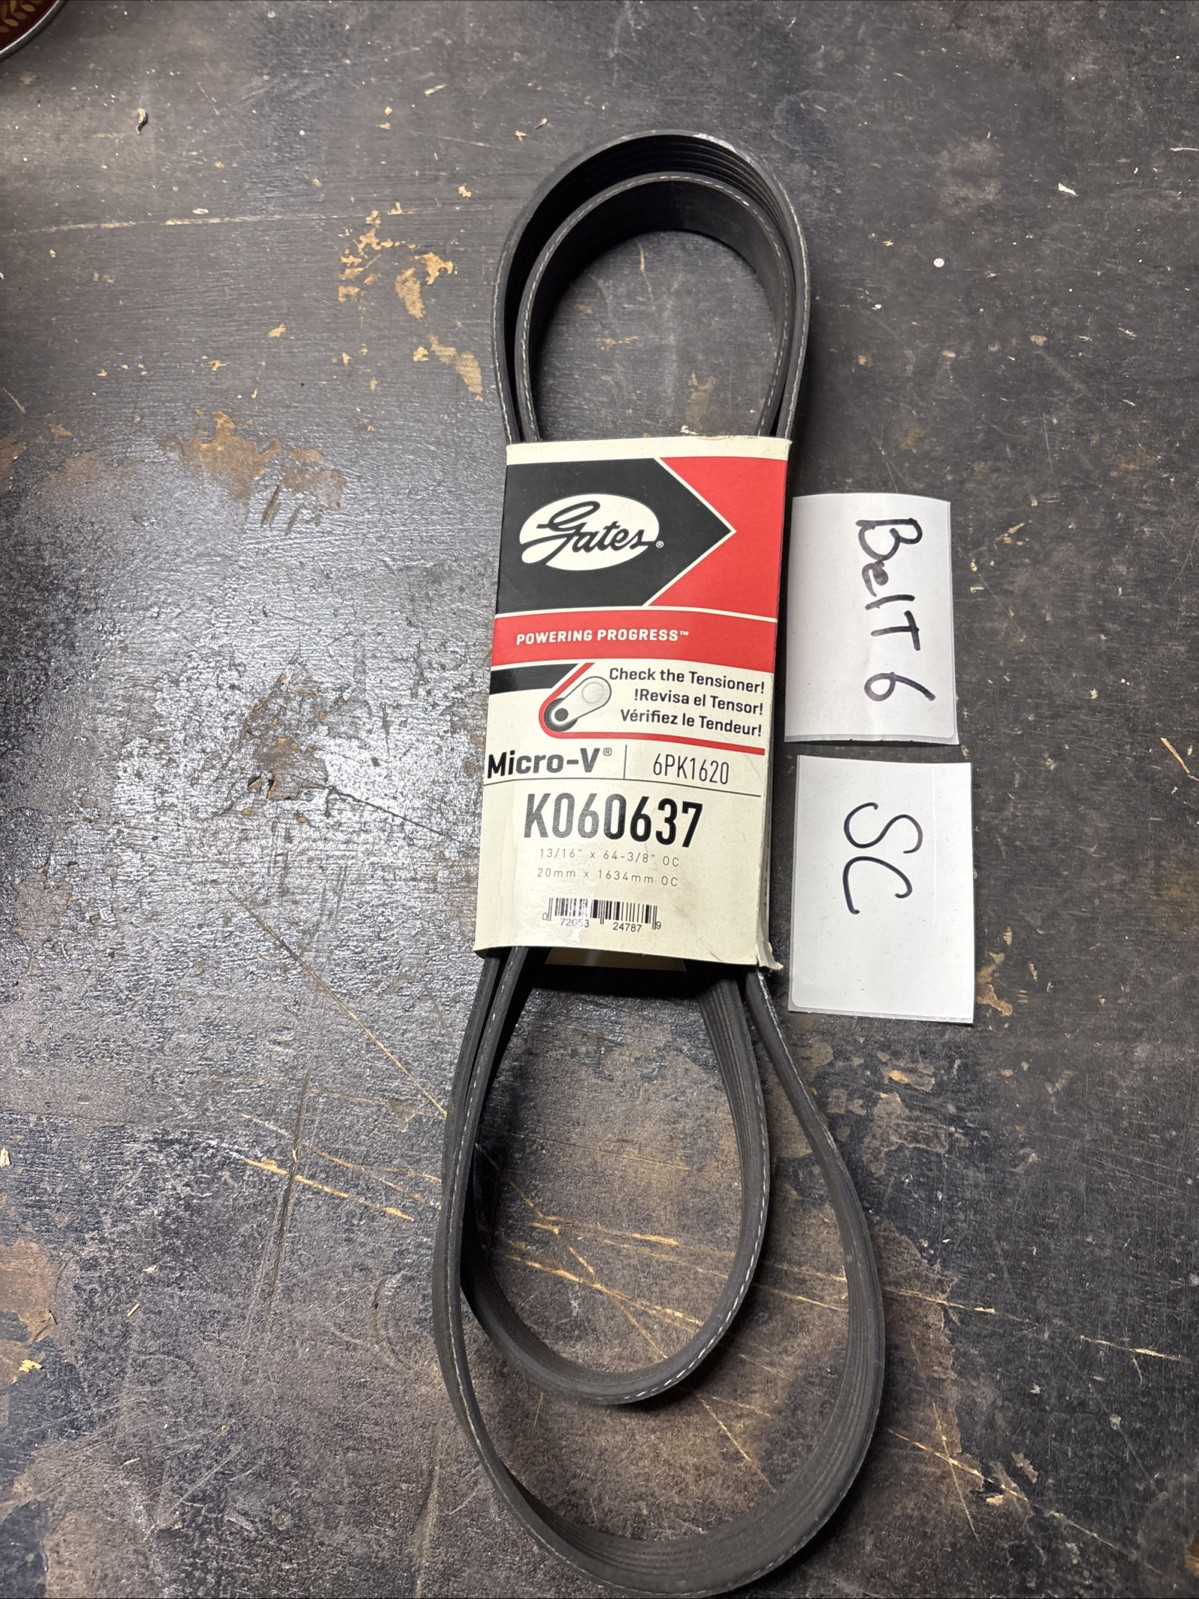 Gates®
POWERING PROGRESS™
Check the Tensioner!
!Revisa el Tensor!
Vérifiez le Tendeur!
Micro-V® 6PK1620
K060637
13/16" x 64-3/8" OC
20mm x 1634mm OC
0 72053 24787 9
BelT 6
SC